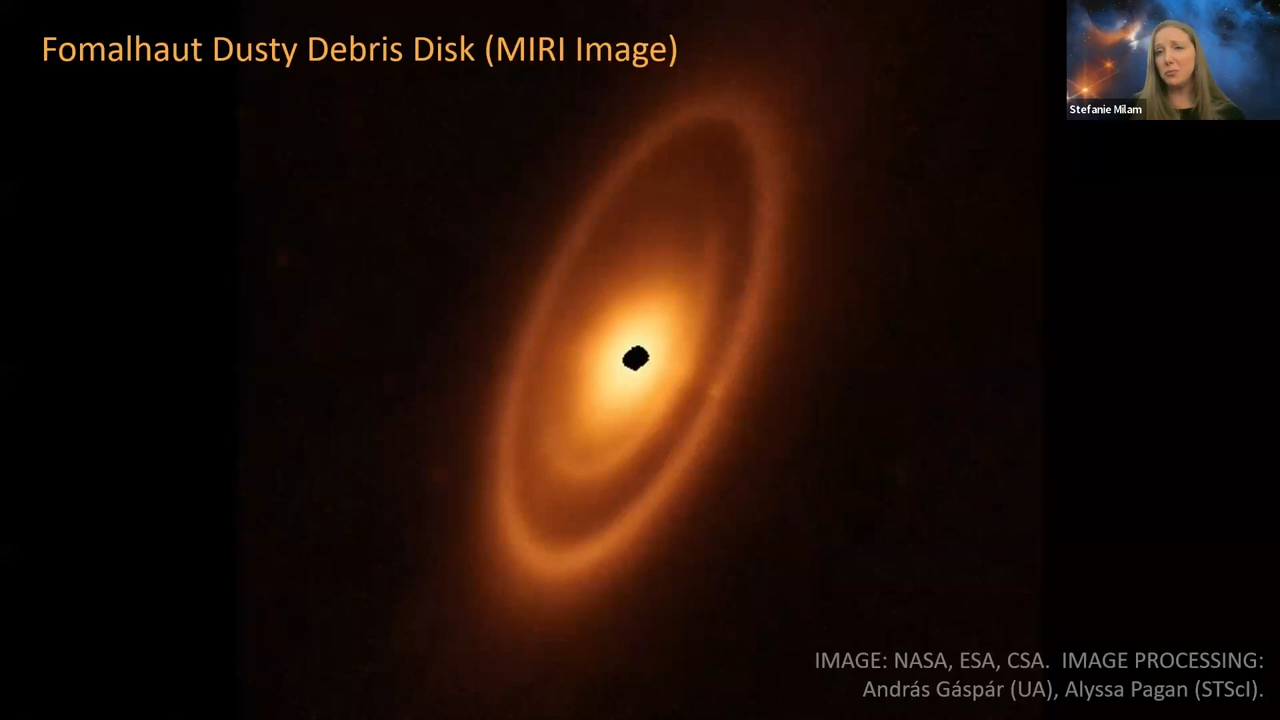 Fomalhaut Dusty Debris Disk (MIRI Image)
Stefanie Milam
IMAGE: NASA, ESA, CSA.  IMAGE PROCESSING:
András Gáspár (UA), Alyssa Pagan (STScI).